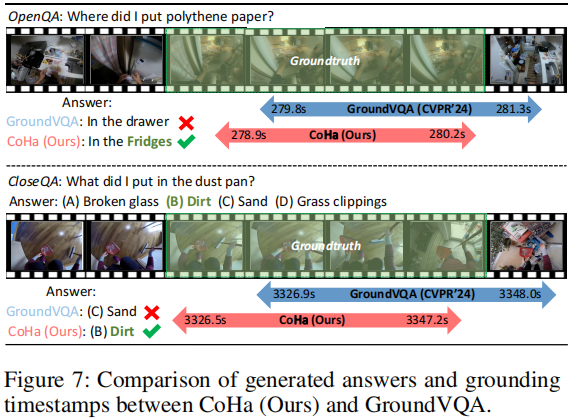 OpenQA: Where did I put polythene paper?
Groundtruth
Answer:
GroundVQA: In the drawer
CoHa (Ours): In the Fridges
279.8s GroundVQA (CVPR'24) 281.3s
278.9s CoHa (Ours) 280.2s
CloseQA: What did I put in the dust pan?
Answer: (A) Broken glass (B) Dirt (C) Sand (D) Grass clippings
Groundtruth
Answer:
GroundVQA: (C) Sand
CoHa (Ours): (B) Dirt
3326.9s GroundVQA (CVPR'24) 3348.0s
3326.5s CoHa (Ours) 3347.2s
Figure 7: Comparison of generated answers and grounding
timestamps between CoHa (Ours) and GroundVQA.